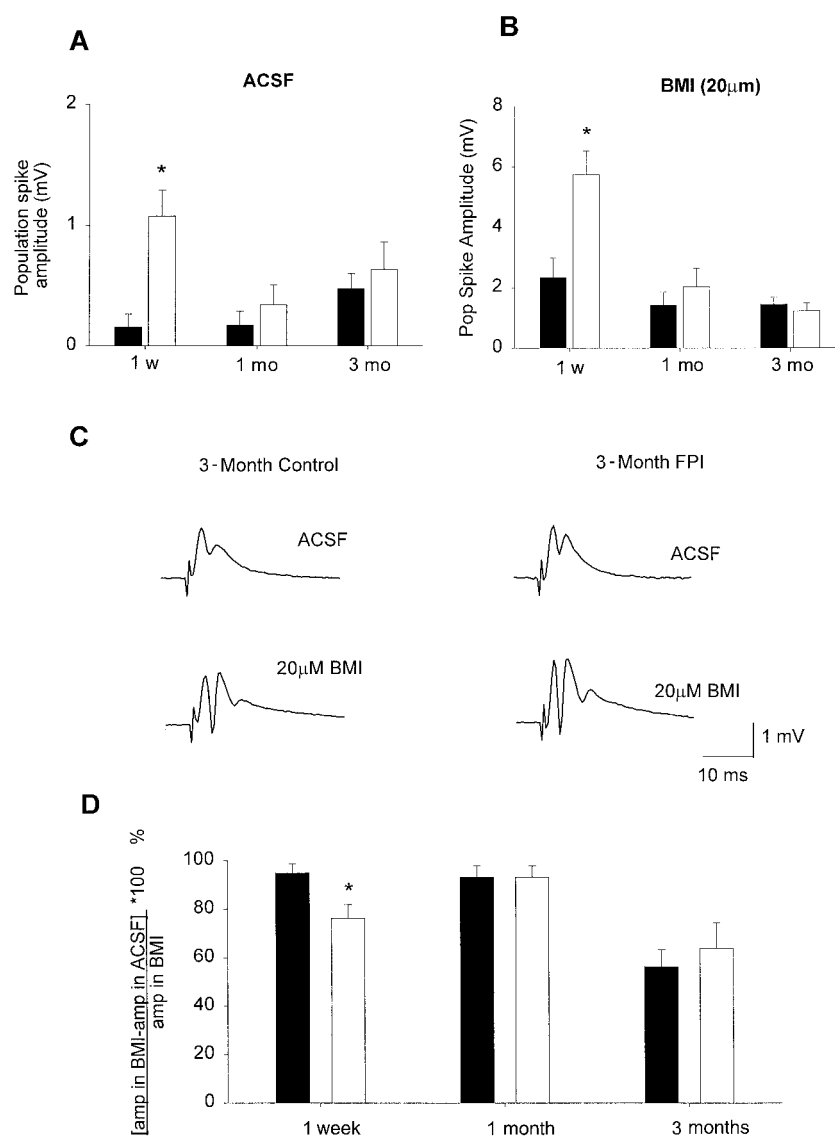 A
ACSF
2
1
0
Population spike
amplitude (mV)
*
1 w
1 mo
3 mo
B
BMI (20µm)
8
6
4
2
0
Pop Spike Amplitude (mV)
*
1 w
1 mo
3 mo
C
3-Month Control
3-Month FPI
ACSF
ACSF
20µM BMI
20µM BMI
1 mV
10 ms
D
[amp in BMI-amp in ACSF] *100 %
amp in BMI
100
80
60
40
20
0
*
1 week
1 month
3 months